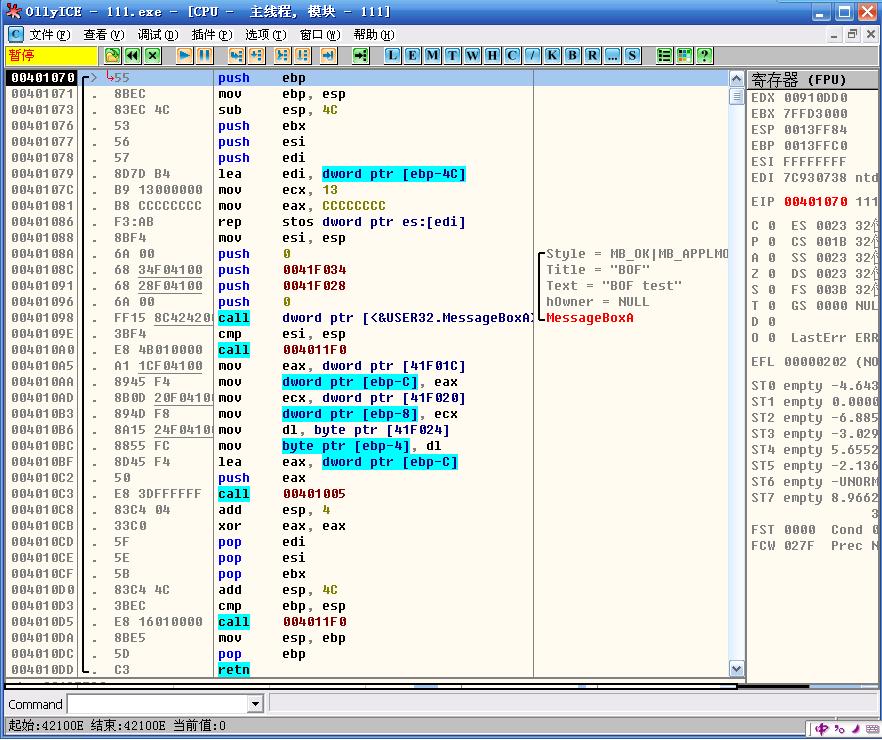 OllyICE - 111.exe - [CPU - 主线程, 模块 - 111]
C 文件(F) 查看(V) 调试(D) 插件(P) 选项(T) 窗口(W) 帮助(H)
暂停 L E M T W H C / K B R ... S ?
00401070 > 55 push ebp
00401071 . 8BEC mov ebp, esp
00401073 . 83EC 4C sub esp, 4C
00401076 . 53 push ebx
00401077 . 56 push esi
00401078 . 57 push edi
00401079 . 8D7D B4 lea edi, dword ptr [ebp-4C]
0040107C . B9 13000000 mov ecx, 13
00401081 . B8 CCCCCCCC mov eax, CCCCCCCC
00401086 . F3:AB rep stos dword ptr es:[edi]
00401088 . 8BF4 mov esi, esp
0040108A . 6A 00 push 0 Style = MB_OK|MB_APPLMO
0040108C . 68 34F04100 push 0041F034 Title = "BOF"
00401091 . 68 28F04100 push 0041F028 Text = "BOF test"
00401096 . 6A 00 push 0 hOwner = NULL
00401098 . FF15 8C42420 call dword ptr [<&USER32.MessageBoxA> MessageBoxA
0040109E . 3BF4 cmp esi, esp
004010A0 . E8 4B010000 call 004011F0
004010A5 . A1 1CF04100 mov eax, dword ptr [41F01C]
004010AA . 8945 F4 mov dword ptr [ebp-C], eax
004010AD . 8B0D 20F04100 mov ecx, dword ptr [41F020]
004010B3 . 894D F8 mov dword ptr [ebp-8], ecx
004010B6 . 8A15 24F04100 mov dl, byte ptr [41F024]
004010BC . 8855 FC mov byte ptr [ebp-4], dl
004010BF . 8D45 F4 lea eax, dword ptr [ebp-C]
004010C2 . 50 push eax
004010C3 . E8 3DFFFFFF call 00401005
004010C8 . 83C4 04 add esp, 4
004010CB . 33C0 xor eax, eax
004010CD . 5F pop edi
004010CE . 5E pop esi
004010CF . 5B pop ebx
004010D0 . 83C4 4C add esp, 4C
004010D3 . 3BEC cmp ebp, esp
004010D5 . E8 16010000 call 004011F0
004010DA . 8BE5 mov esp, ebp
004010DC . 5D pop ebp
004010DD . C3 retn
寄存器 (FPU)
EDX 00910DD0
EBX 7FFD3000
ESP 0013FF84
EBP 0013FFC0
ESI FFFFFFFF
EDI 7C930738 ntd
EIP 00401070 111
C 0 ES 0023 32位
P 0 CS 001B 32位
A 0 SS 0023 32位
Z 0 DS 0023 32位
S 0 FS 003B 32位
T 0 GS 0000 NUL
D 0
O 0 LastErr ERR
EFL 00000202 (NO
ST0 empty -4.643
ST1 empty 0.0000
ST2 empty -6.885
ST3 empty -3.029
ST4 empty 5.6552
ST5 empty -2.136
ST6 empty -UNORM
ST7 empty 8.9662
3
FST 0000 Cond 0
FCW 027F Prec N
Command
起始:42100E 结束:42100E 当前值:0
中